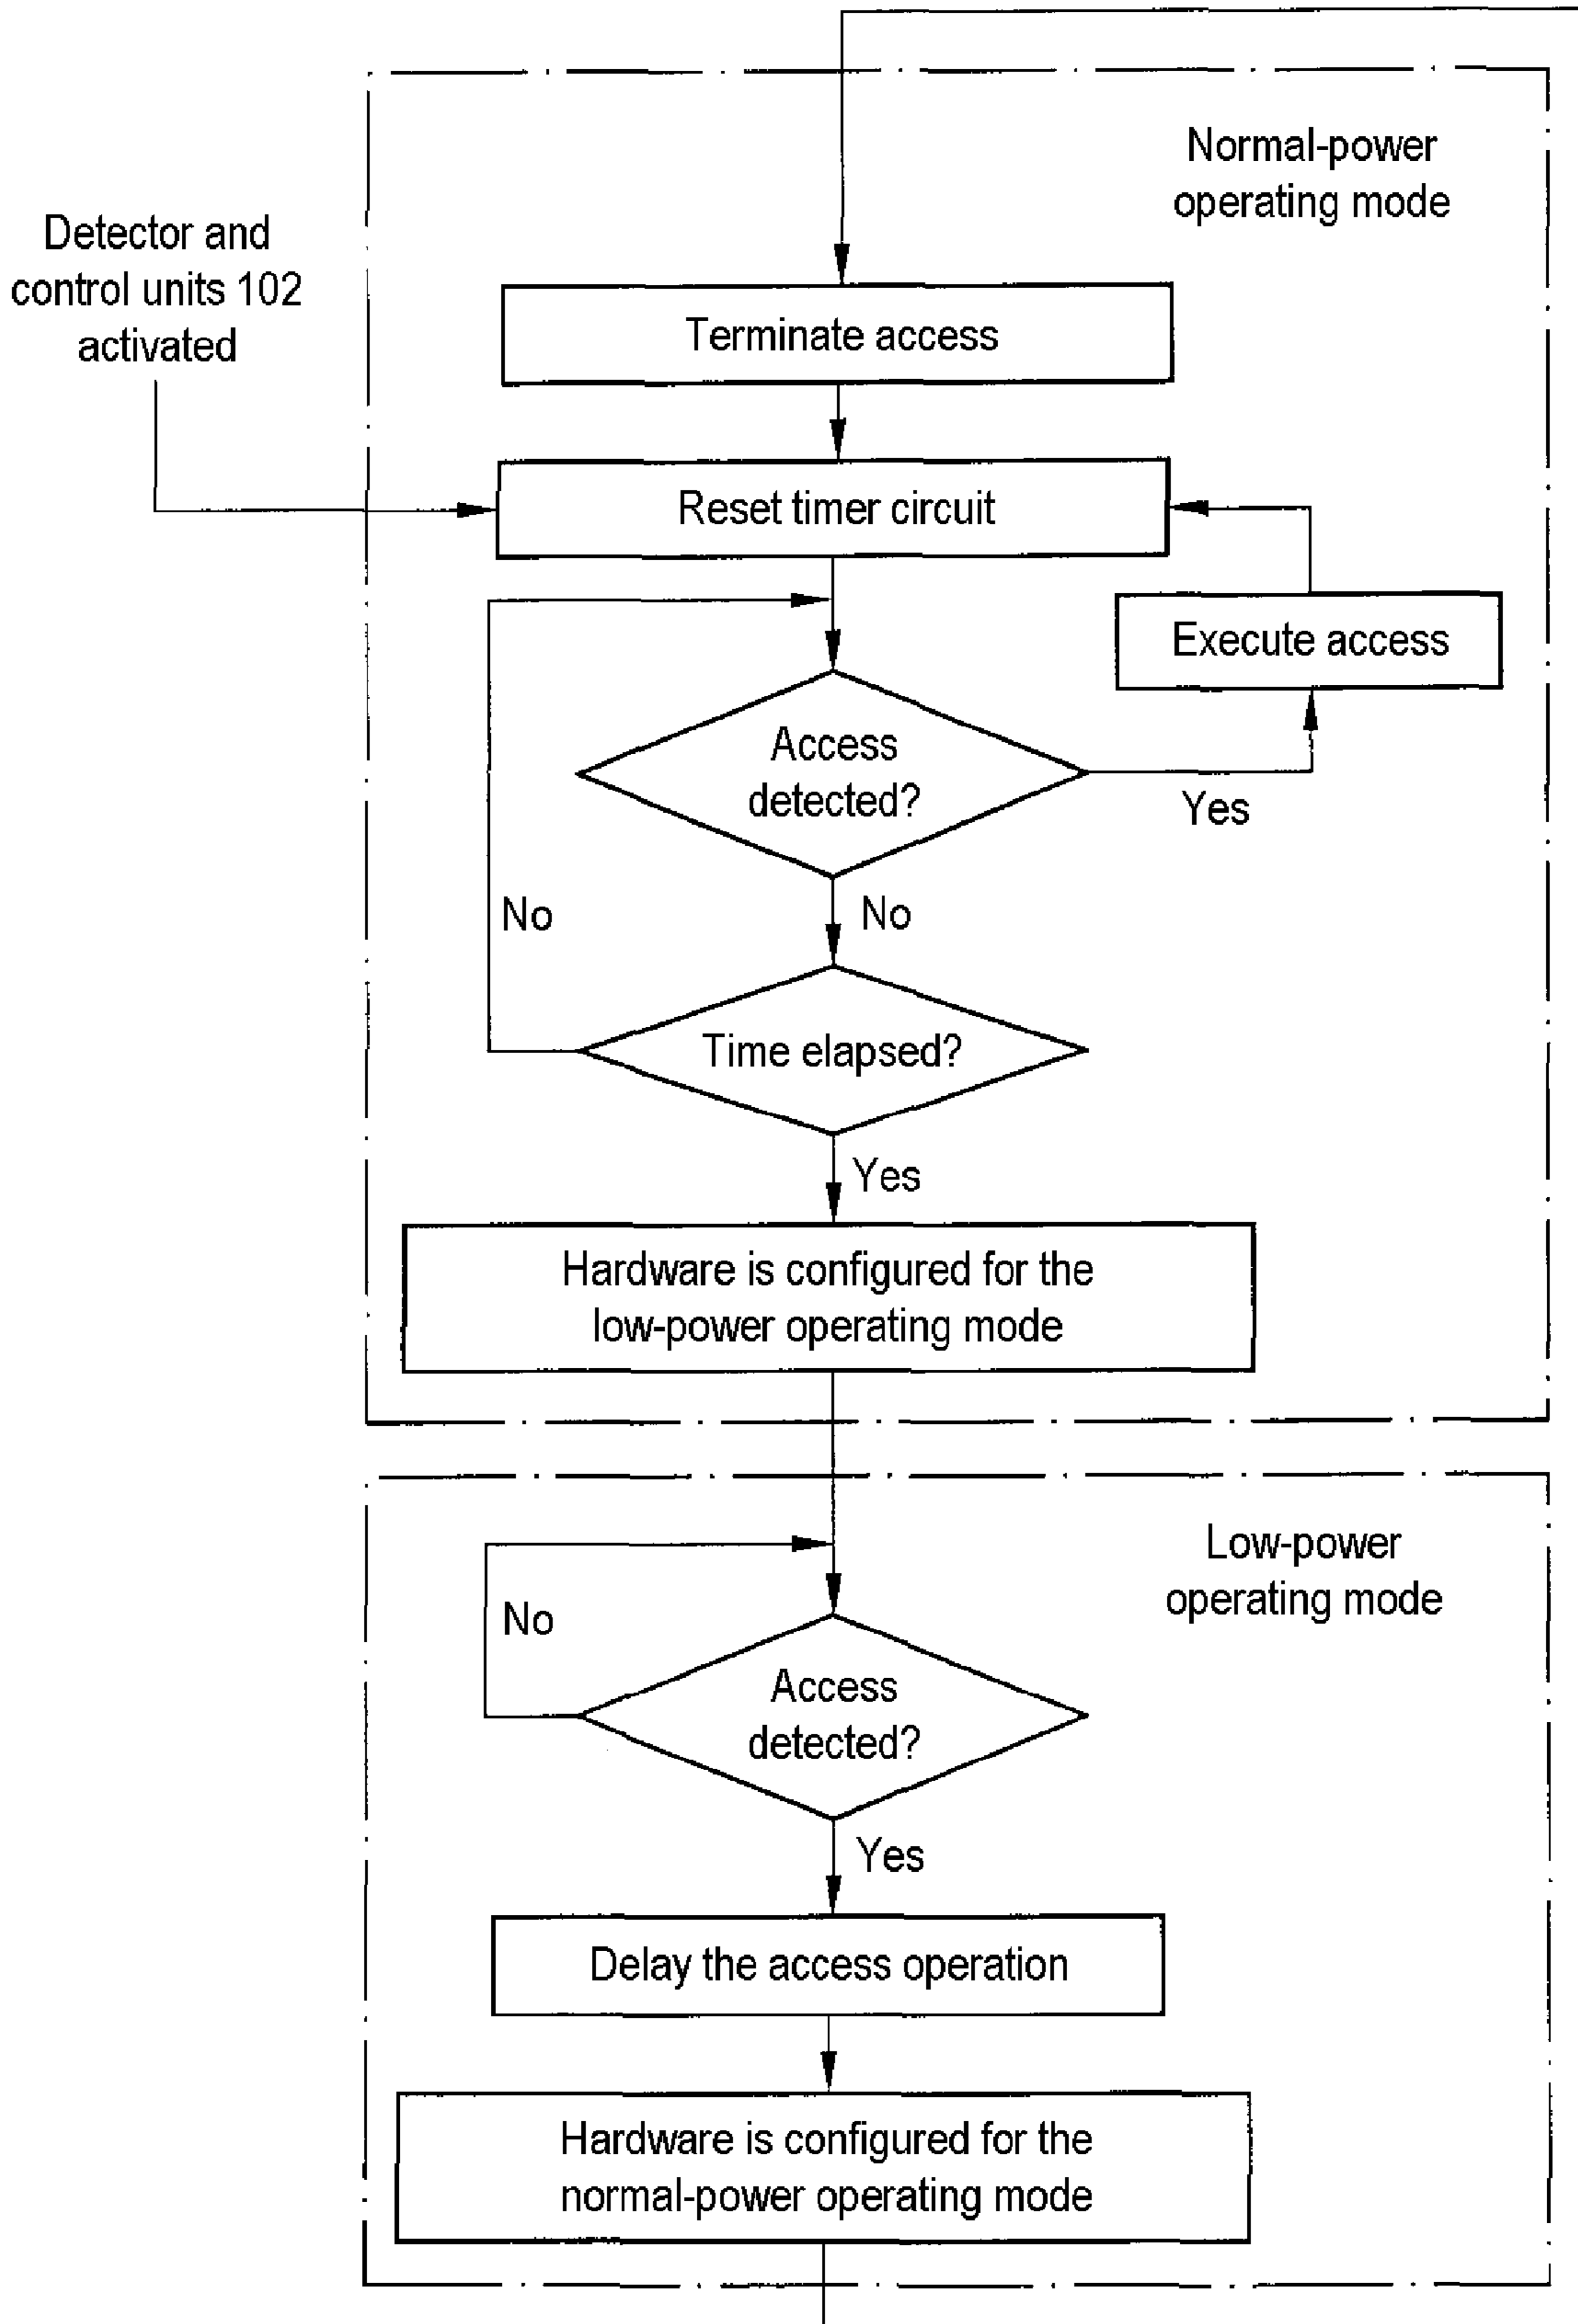 Normal-power
operating mode
Detector and
control units 102
activated
Terminate access
Reset timer circuit
Execute access
Access
detected?
Yes
No
No
Time elapsed?
Yes
Hardware is configured for the
low-power operating mode
Low-power
operating mode
No
Access
detected?
Yes
Delay the access operation
Hardware is configured for the
normal-power operating mode